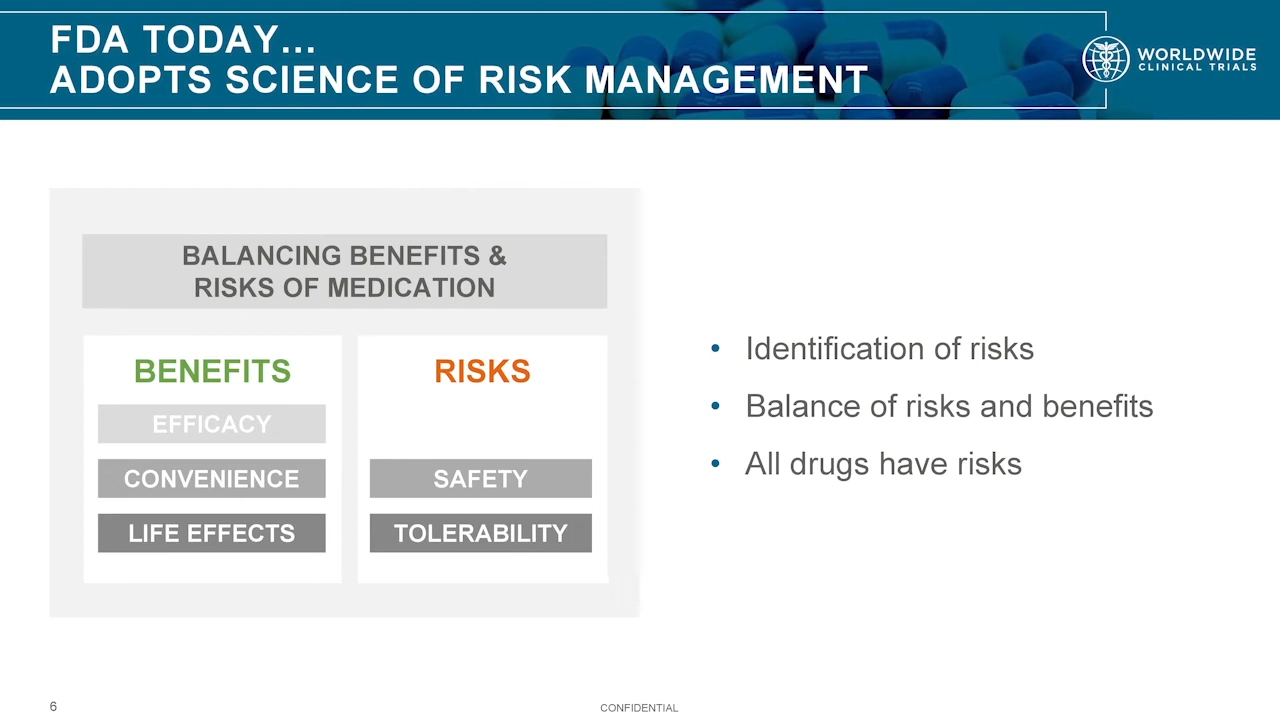 FDA TODAY…
ADOPTS SCIENCE OF RISK MANAGEMENT
WORLDWIDE
CLINICAL TRIALS
BALANCING BENEFITS &
RISKS OF MEDICATION
BENEFITS
EFFICACY
CONVENIENCE
LIFE EFFECTS
RISKS
SAFETY
TOLERABILITY
• Identification of risks
• Balance of risks and benefits
• All drugs have risks
6
CONFIDENTIAL